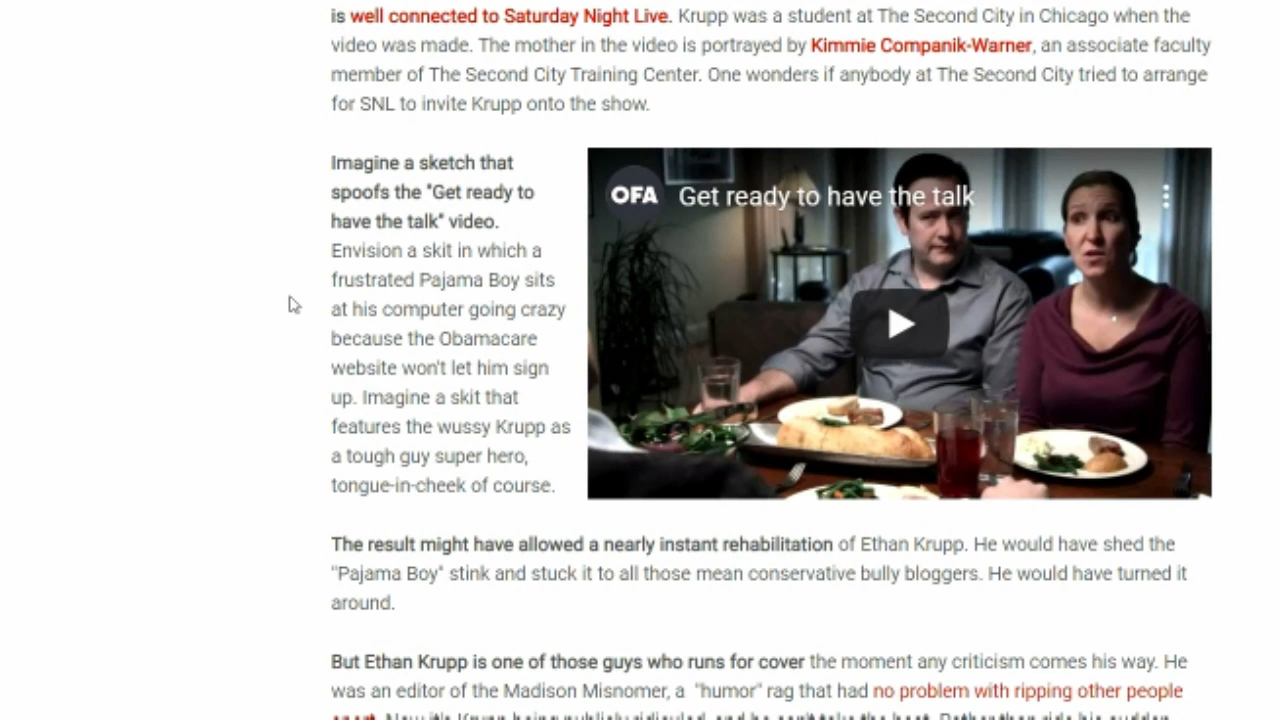 is well connected to Saturday Night Live. Krupp was a student at The Second City in Chicago when the
video was made. The mother in the video is portrayed by Kimmie Companik-Warner, an associate faculty
member of The Second City Training Center. One wonders if anybody at The Second City tried to arrange
for SNL to invite Krupp onto the show.
Imagine a sketch that
spoofs the "Get ready to
have the talk" video.
Envision a skit in which a
frustrated Pajama Boy sits
at his computer going crazy
because the Obamacare
website won't let him sign
up. Imagine a skit that
features the wussy Krupp as
a tough guy super hero,
tongue-in-cheek of course.
OFA Get ready to have the talk
The result might have allowed a nearly instant rehabilitation of Ethan Krupp. He would have shed the
"Pajama Boy" stink and stuck it to all those mean conservative bully bloggers. He would have turned it
around.
But Ethan Krupp is one of those guys who runs for cover the moment any criticism comes his way. He
was an editor of the Madison Misnomer, a "humor" rag that had no problem with ripping other people